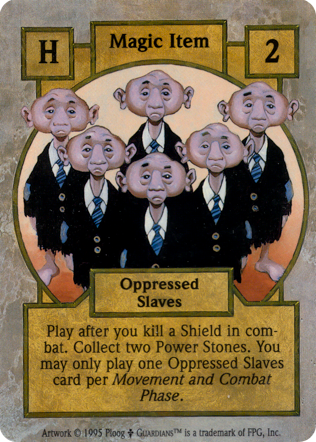 H
Magic Item
2
Oppressed
Slaves
Play after you kill a Shield in com-
bat. Collect two Power Stones. You
may only play one Oppressed Slaves
card per Movement and Combat
Phase.
Artwork © 1995 Ploog ✤ GUARDIANS™ is a trademark of FPG, Inc.